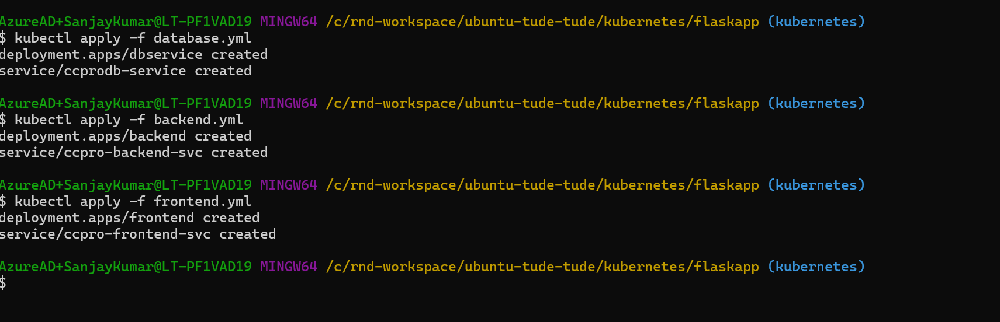 AzureAD+SanjayKumar@LT-PF1VAD19 MINGW64 /c/rnd-workspace/ubuntu-tude-tude/kubernetes/flaskapp (kubernetes)
$ kubectl apply -f database.yml
deployment.apps/dbservice created
service/ccprodb-service created
AzureAD+SanjayKumar@LT-PF1VAD19 MINGW64 /c/rnd-workspace/ubuntu-tude-tude/kubernetes/flaskapp (kubernetes)
$ kubectl apply -f backend.yml
deployment.apps/backend created
service/ccpro-backend-svc created
AzureAD+SanjayKumar@LT-PF1VAD19 MINGW64 /c/rnd-workspace/ubuntu-tude-tude/kubernetes/flaskapp (kubernetes)
$ kubectl apply -f frontend.yml
deployment.apps/frontend created
service/ccpro-frontend-svc created
AzureAD+SanjayKumar@LT-PF1VAD19 MINGW64 /c/rnd-workspace/ubuntu-tude-tude/kubernetes/flaskapp (kubernetes)
$